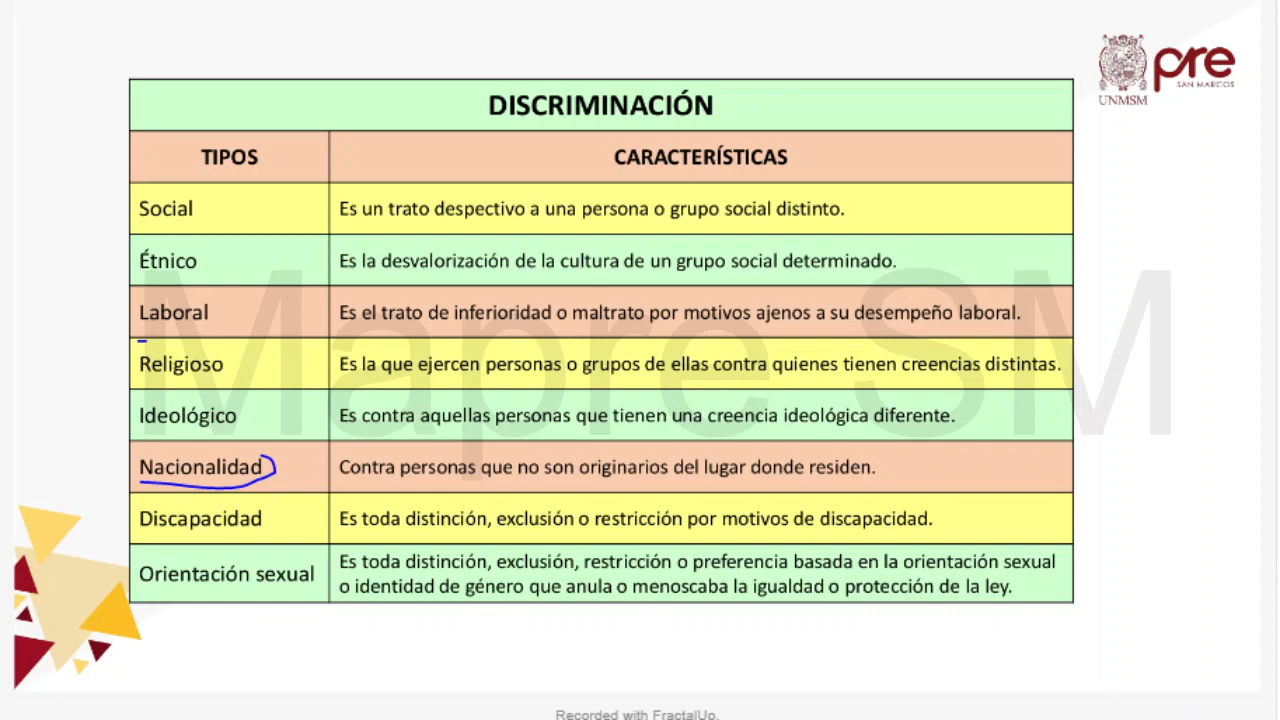 UNMSM
pre
SAN MARCOS
DISCRIMINACIÓN
TIPOS CARACTERÍSTICAS
Social Es un trato despectivo a una persona o grupo social distinto.
Étnico Es la desvalorización de la cultura de un grupo social determinado.
Laboral Es el trato de inferioridad o maltrato por motivos ajenos a su desempeño laboral.
Religioso Es la que ejercen personas o grupos de ellas contra quienes tienen creencias distintas.
Ideológico Es contra aquellas personas que tienen una creencia ideológica diferente.
Nacionalidad Contra personas que no son originarios del lugar donde residen.
Discapacidad Es toda distinción, exclusión o restricción por motivos de discapacidad.
Orientación sexual Es toda distinción, exclusión, restricción o preferencia basada en la orientación sexual
o identidad de género que anula o menoscaba la igualdad o protección de la ley.
Mapre SM
Recorded with FractalUp.